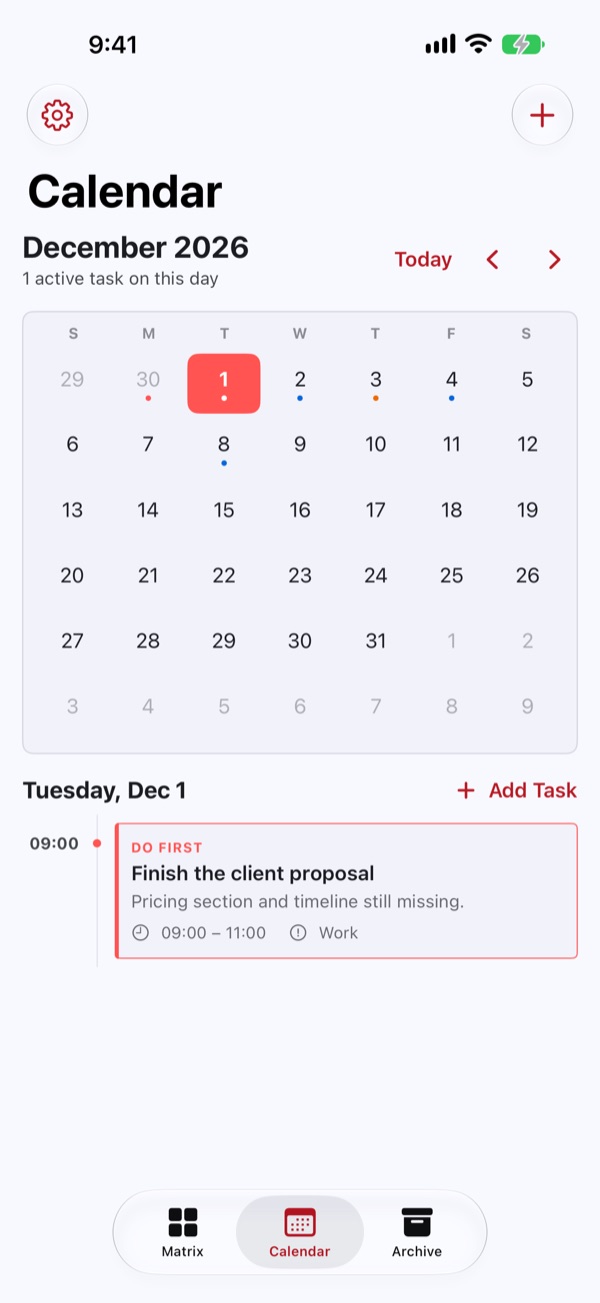 9:41
Calendar
December 2026
1 active task on this day
Today
S M T W T F S
29 30 1 2 3 4 5
6 7 8 9 10 11 12
13 14 15 16 17 18 19
20 21 22 23 24 25 26
27 28 29 30 31 1 2
3 4 5 6 7 8 9
Tuesday, Dec 1
+ Add Task
09:00
DO FIRST
Finish the client proposal
Pricing section and timeline still missing.
09:00 – 11:00 Work
Matrix Calendar Archive